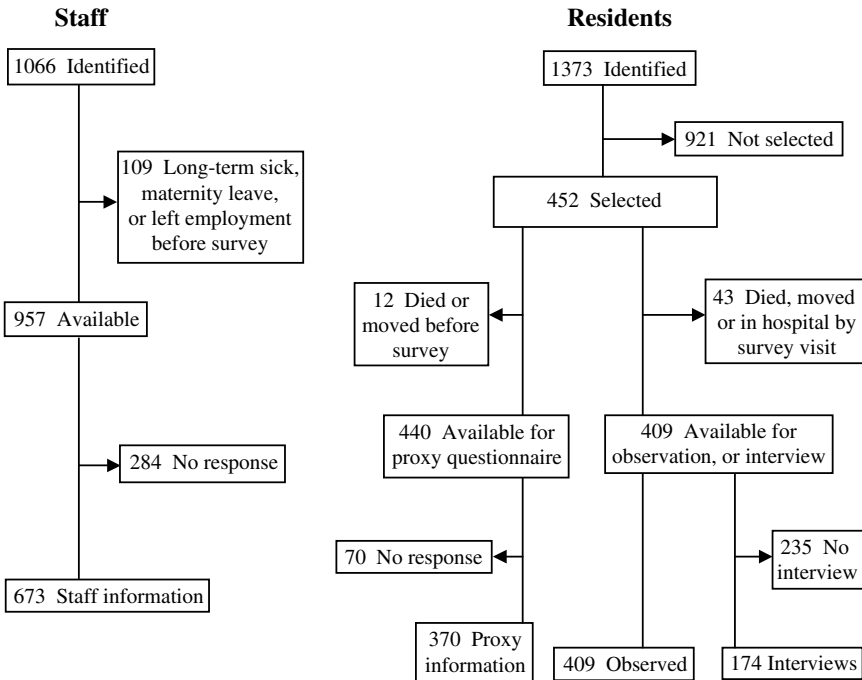 Staff
1066 Identified
109 Long-term sick,
maternity leave,
or left employment
before survey
957 Available
284 No response
673 Staff information
Residents
1373 Identified
921 Not selected
452 Selected
12 Died or
moved before
survey
43 Died, moved
or in hospital by
survey visit
440 Available for
proxy questionnaire
409 Available for
observation, or interview
70 No response
235 No
interview
370 Proxy
information
409 Observed
174 Interviews